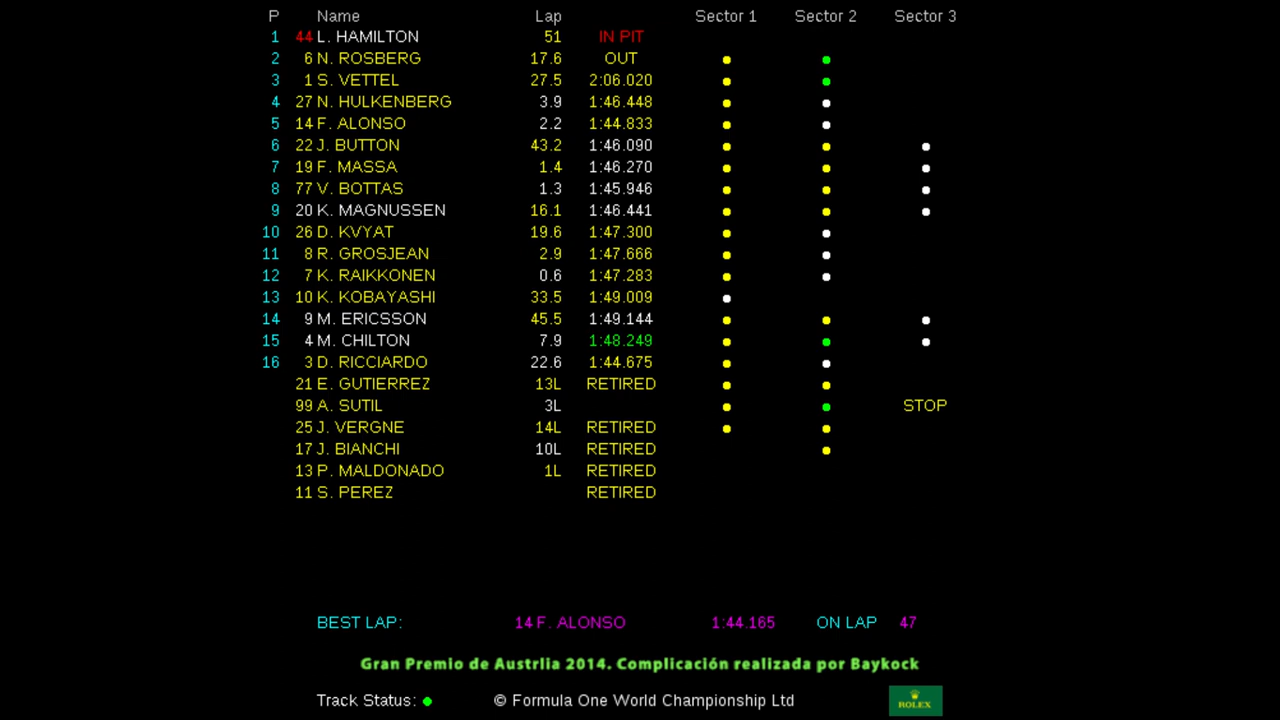 P Name Lap Sector 1 Sector 2 Sector 3
1 44 L. HAMILTON 51 IN PIT
2 6 N. ROSBERG 17.6 OUT
3 1 S. VETTEL 27.5 2:06.020
4 27 N. HULKENBERG 3.9 1:46.448
5 14 F. ALONSO 2.2 1:44.833
6 22 J. BUTTON 43.2 1:46.090
7 19 F. MASSA 1.4 1:46.270
8 77 V. BOTTAS 1.3 1:45.946
9 20 K. MAGNUSSEN 16.1 1:46.441
10 26 D. KVYAT 19.6 1:47.300
11 8 R. GROSJEAN 2.9 1:47.666
12 7 K. RAIKKONEN 0.6 1:47.283
13 10 K. KOBAYASHI 33.5 1:49.009
14 9 M. ERICSSON 45.5 1:49.144
15 4 M. CHILTON 7.9 1:48.249
16 3 D. RICCIARDO 22.6 1:44.675
21 E. GUTIERREZ 13L RETIRED
99 A. SUTIL 3L STOP
25 J. VERGNE 14L RETIRED
17 J. BIANCHI 10L RETIRED
13 P. MALDONADO 1L RETIRED
11 S. PEREZ RETIRED
BEST LAP: 14 F. ALONSO 1:44.165 ON LAP 47
Gran Premio de Austrlia 2014. Complicación realizada por Baykock
Track Status: © Formula One World Championship Ltd ROLEX